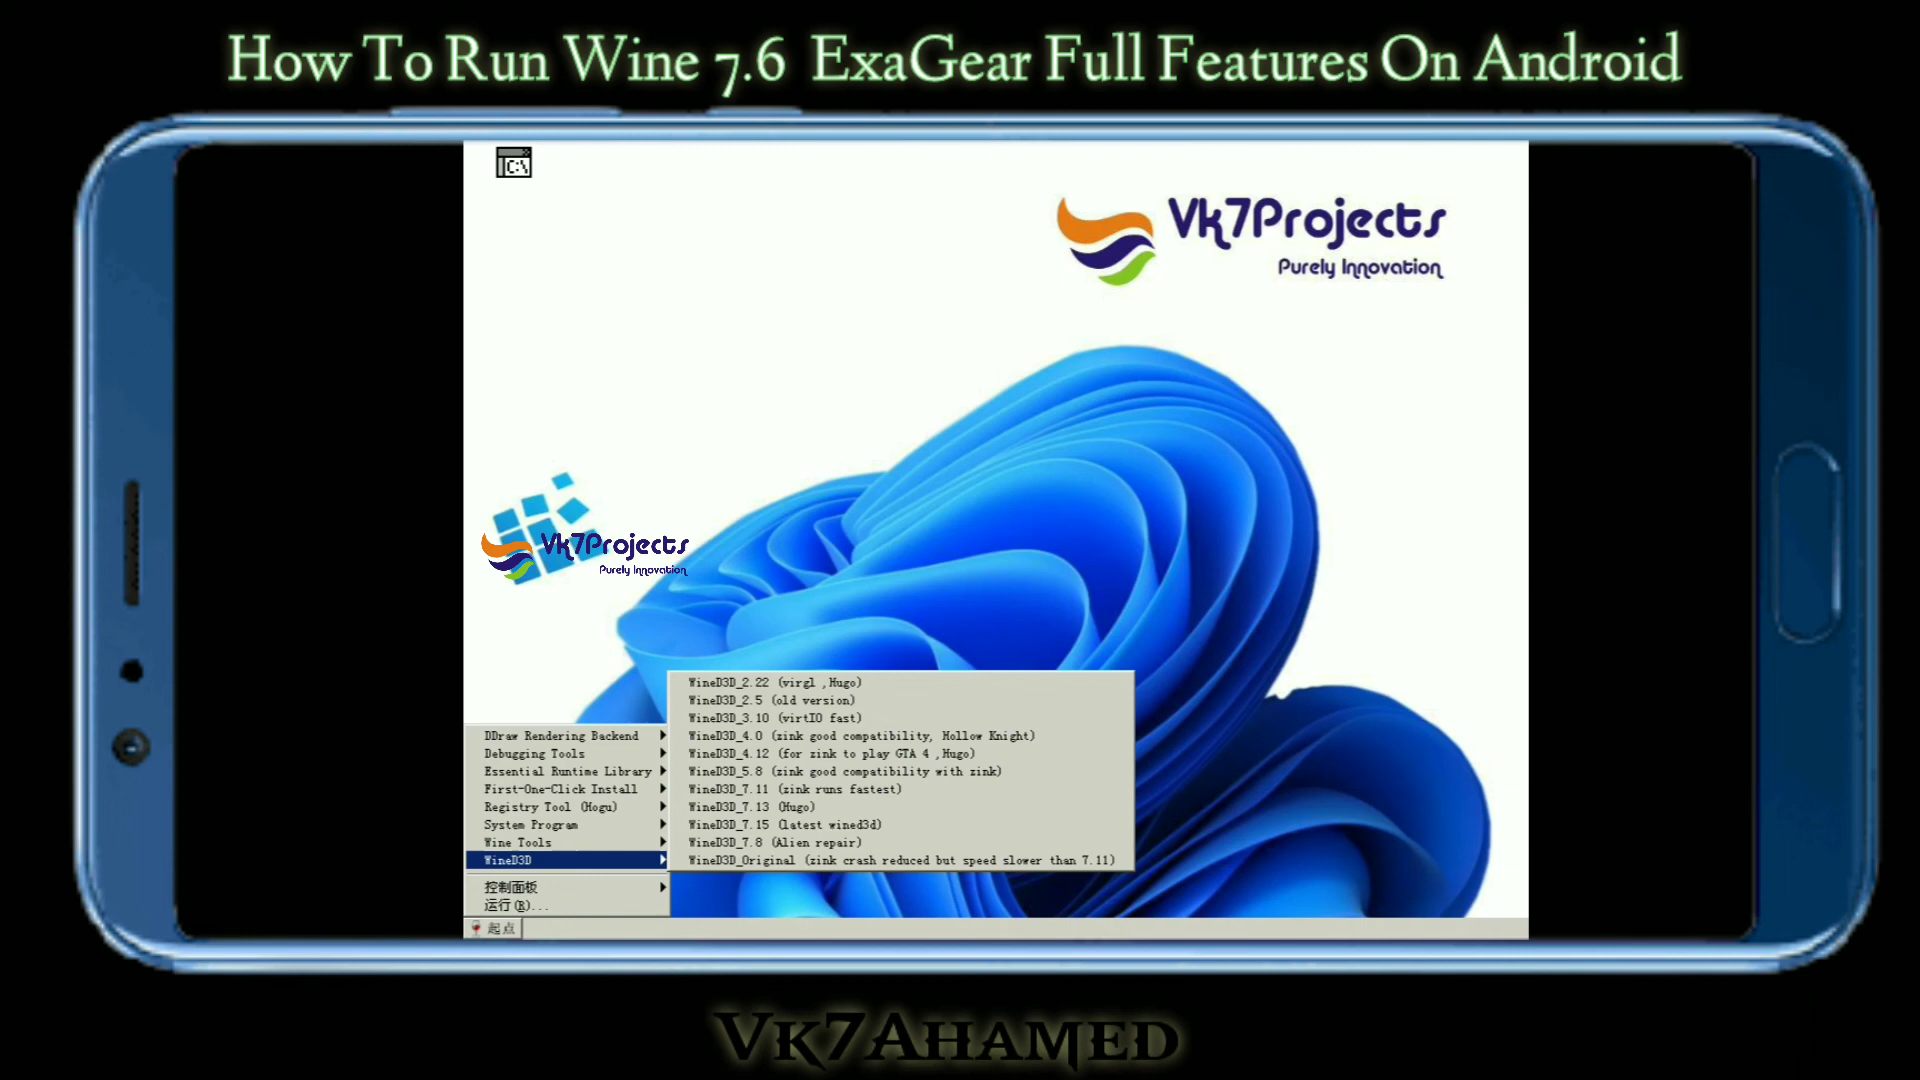 How To Run Wine 7.6 ExaGear Full Features On Android
C:\
Vk7Projects
Purely Innovation
Vk7Projects
Purely Innovation
WineD3D_2.22 (virgl ,Hugo)
WineD3D_2.5 (old version)
WineD3D_3.10 (virtIO fast)
WineD3D_4.0 (zink good compatibility, Hollow Knight)
WineD3D_4.12 (for zink to play GTA 4 ,Hugo)
WineD3D_5.8 (zink good compatibility with zink)
WineD3D_7.11 (zink runs fastest)
WineD3D_7.13 (Hugo)
WineD3D_7.15 (latest wined3d)
WineD3D_7.8 (Alien repair)
WineD3D_Original (zink crash reduced but speed slower than 7.11)
DDraw Rendering Backend
Debugging Tools
Essential Runtime Library
First-One-Click Install
Registry Tool (Hogu)
System Program
Wine Tools
WineD3D
控制面板
运行(R)...
起点
Vk7Ahamed